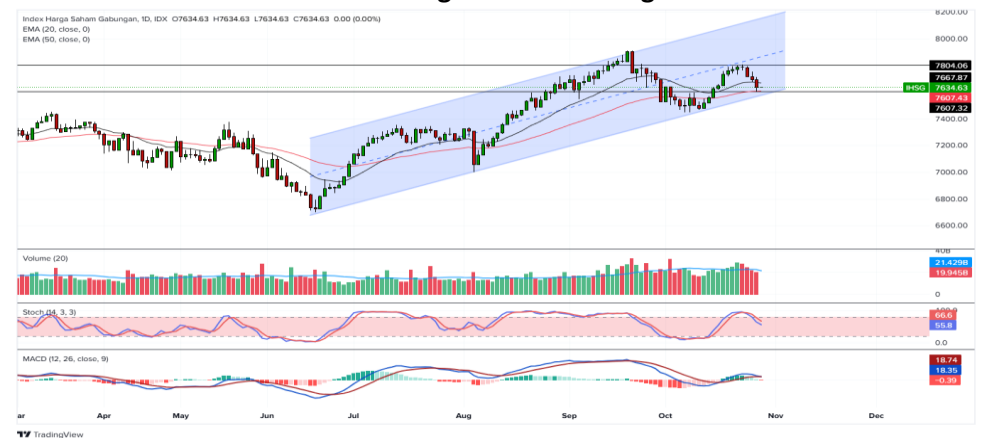 Index Harga Saham Gabungan, 1D, IDX O7634.63 H7634.63 L7634.63 C7634.63 0.00 (0.00%)
EMA (20, close, 0)
EMA (50, close, 0)
8200.00
8000.00
7804.06
7667.87
IHSG 7634.63
7607.43
7607.32
7400.00
7200.00
7000.00
6800.00
6600.00
Volume (20)
40B
21.429B
19.945B
0
Stoch (14, 3, 3)
66.6
55.8
0.0
MACD (12, 26, close, 9)
18.74
18.35
-0.39
ar Apr May Jun Jul Aug Sep Oct Nov Dec
TradingView